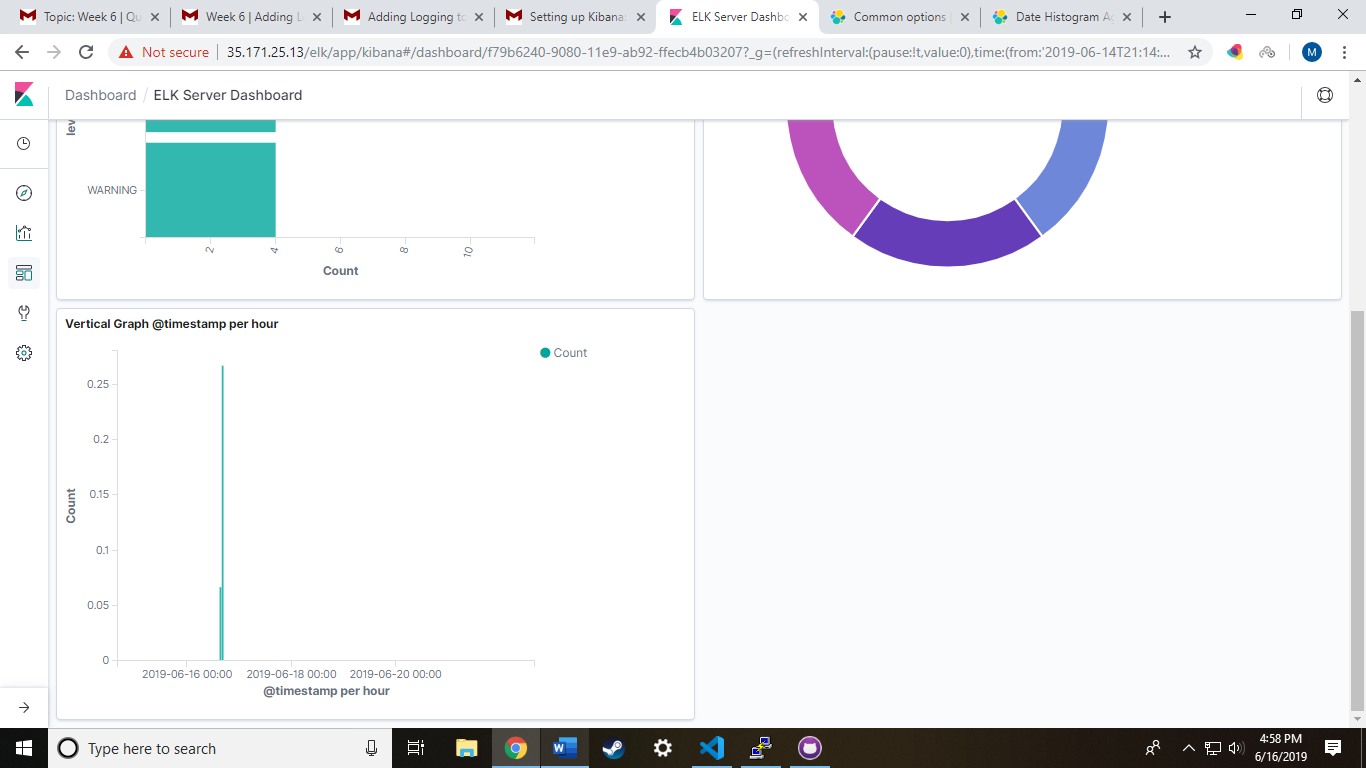 Topic: Week 6 | Qu
Week 6 | Adding L
Adding Logging to
Setting up Kibana
ELK Server Dashbo
Common options |
Date Histogram Ag
Not secure
35.171.25.13/elk/app/kibana#/dashboard/f79b6240-9080-11e9-ab92-ffecb4b03207?_g=(refreshInterval:(pause:!t,value:0),time:(from:'2019-06-14T21:14:...
M
Dashboard / ELK Server Dashboard
lev
WARNING
2
4
6
8
10
Count
Vertical Graph @timestamp per hour
Count
0.25
0.2
0.15
0.1
0.05
0
Count
2019-06-16 00:00
2019-06-18 00:00
2019-06-20 00:00
@timestamp per hour
Type here to search
4:58 PM
6/16/2019